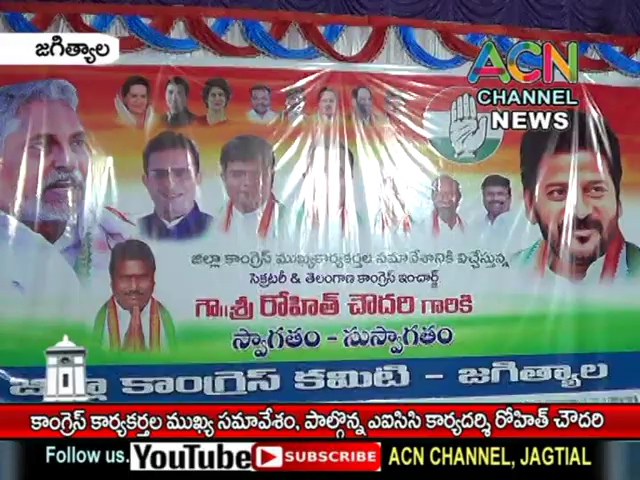 జగిత్యాల
ACN
CHANNEL
NEWS
జిల్లా కాంగ్రెస్ ముఖ్యకార్యకర్తల సమావేశానికి విచ్చేస్తున్న
సెక్రటరీ & తెలంగాణ కాంగ్రెస్ ఇంచార్జ్
గౌ||శ్రీ రోహిత్ చౌదరి గారికి
స్వాగతం - సుస్వాగతం
జిల్లా కాంగ్రెస్ కమిటి - జగిత్యాల
కాంగ్రెస్ కార్యకర్తల ముఖ్య సమావేశం, పాల్గొన్న ఎఐసిసి కార్యదర్శి రోహిత్ చౌదరి
Follow us. YouTube SUBSCRIBE ACN CHANNEL, JAGTIAL